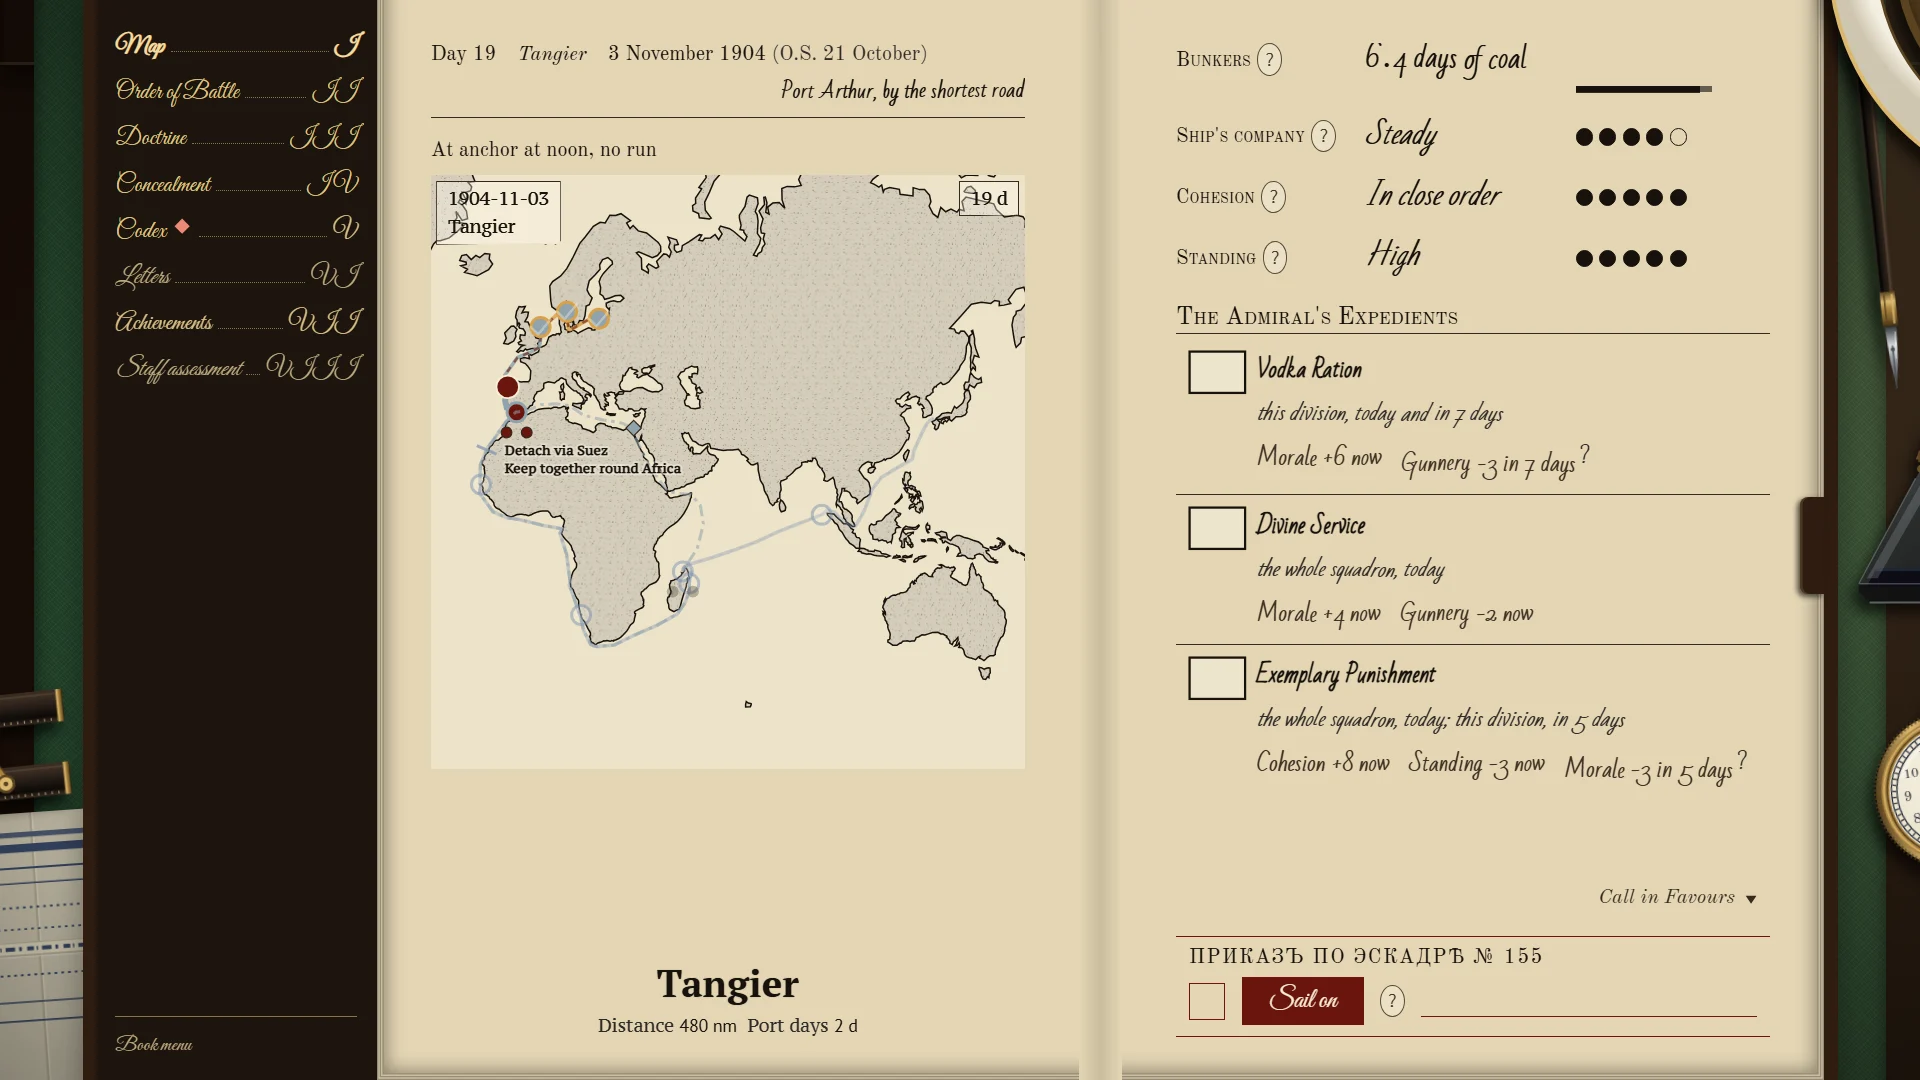 Map I
Order of Battle II
Doctrine III
Concealment IV
Codex V
Letters VI
Achievements VII
Staff assessment VIII
Book menu
Day 19 Tangier 3 November 1904 (O.S. 21 October)
Port Arthur, by the shortest road
At anchor at noon, no run
1904-11-03
Tangier
19 d
Detach via Suez
Keep together round Africa
Tangier
Distance 480 nm Port days 2 d
Bunkers ? 6.4 days of coal
Ship's company ? Steady
Cohesion ? In close order
Standing ? High
The Admiral's Expedients
Vodka Ration
this division, today and in 7 days
Morale +6 now Gunnery -3 in 7 days ?
Divine Service
the whole squadron, today
Morale +4 now Gunnery -2 now
Exemplary Punishment
the whole squadron, today; this division, in 5 days
Cohesion +8 now Standing -3 now Morale -3 in 5 days ?
Call in Favours ▼
ПРИКАЗЪ ПО ЭСКАДРѢ № 155
Sail on ?
10
9
8